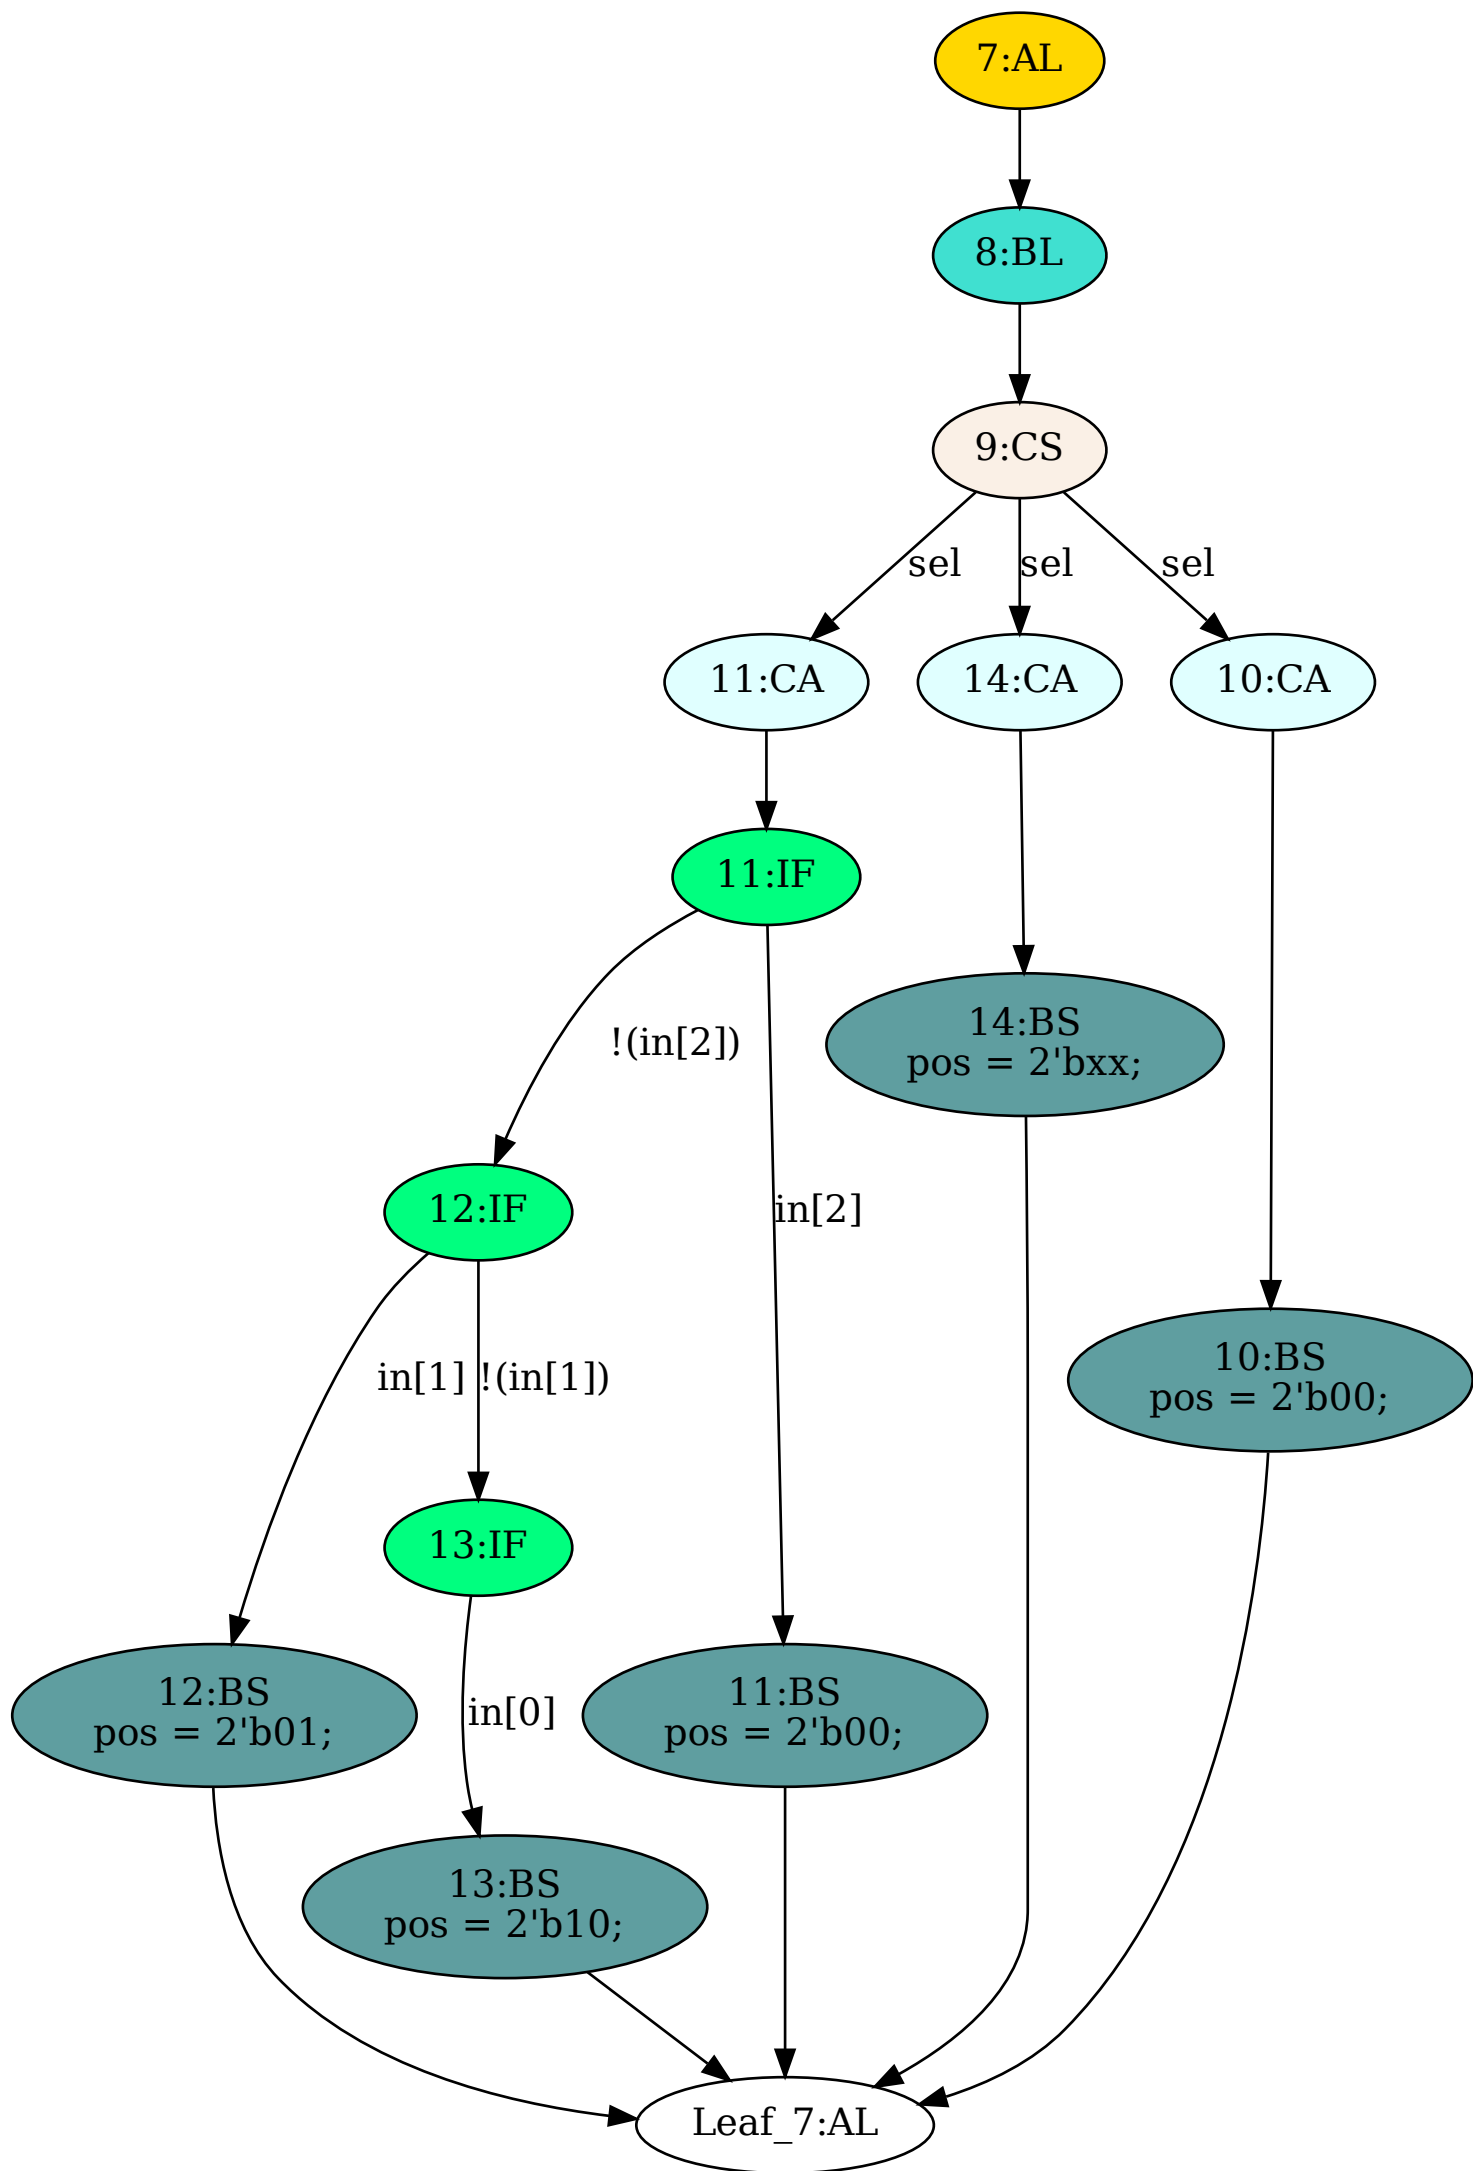 7:AL
8:BL
9:CS
sel
sel
sel
11:CA
14:CA
10:CA
11:IF
14:BS
pos = 2'bxx;
!(in[2])
12:IF
in[2]
10:BS
pos = 2'b00;
in[1]
!(in[1])
13:IF
12:BS
pos = 2'b01;
in[0]
11:BS
pos = 2'b00;
13:BS
pos = 2'b10;
Leaf_7:AL